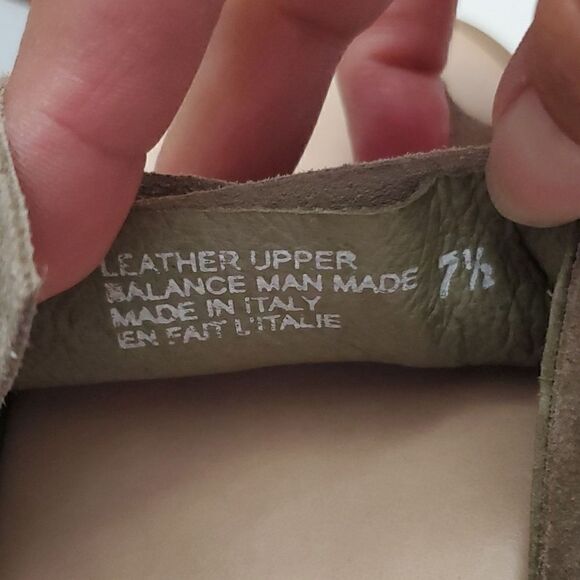 LEATHER UPPER
BALANCE MAN MADE 7½
MADE IN ITALY
EN FAIT L'ITALIE